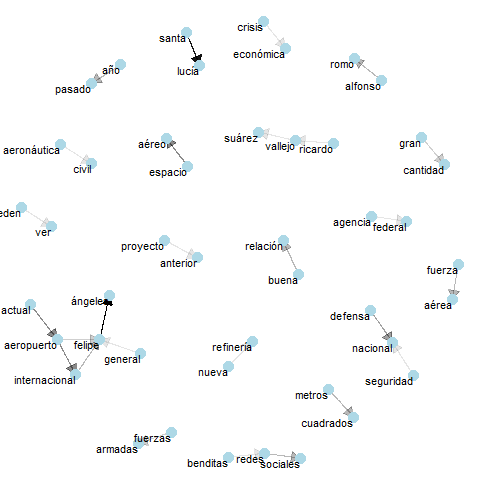 crisis
santa
económica
romo
lucía
año
pasado
alfonso
gran
aéreo
suárez
vallejo
ricardo
aeronáutica
civil
espacio
cantidad
eden
ver
agencia
federal
proyecto
anterior
relación
fuerza
buena
ángeles
aérea
actual
defensa
aeropuerto
felipe
refinería
nacional
general
internacional
nueva
seguridad
metros
cuadrados
fuerzas
armadas
benditas
redes
sociales